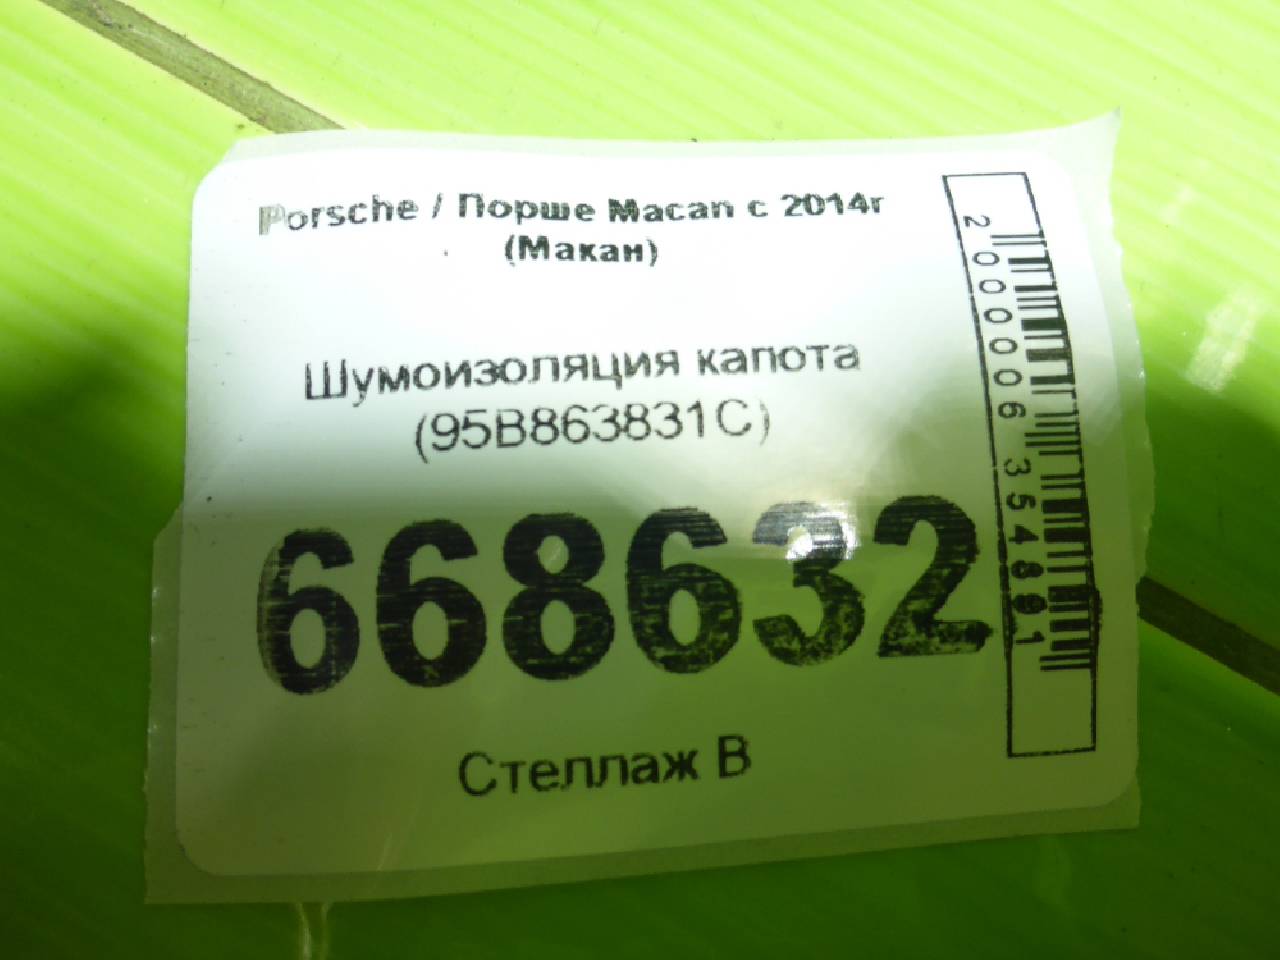 Porsche / Порше Macan с 2014г
(Макан)
Шумоизоляция капота
(95B863831C)
668632
Стеллаж B
2000006354891